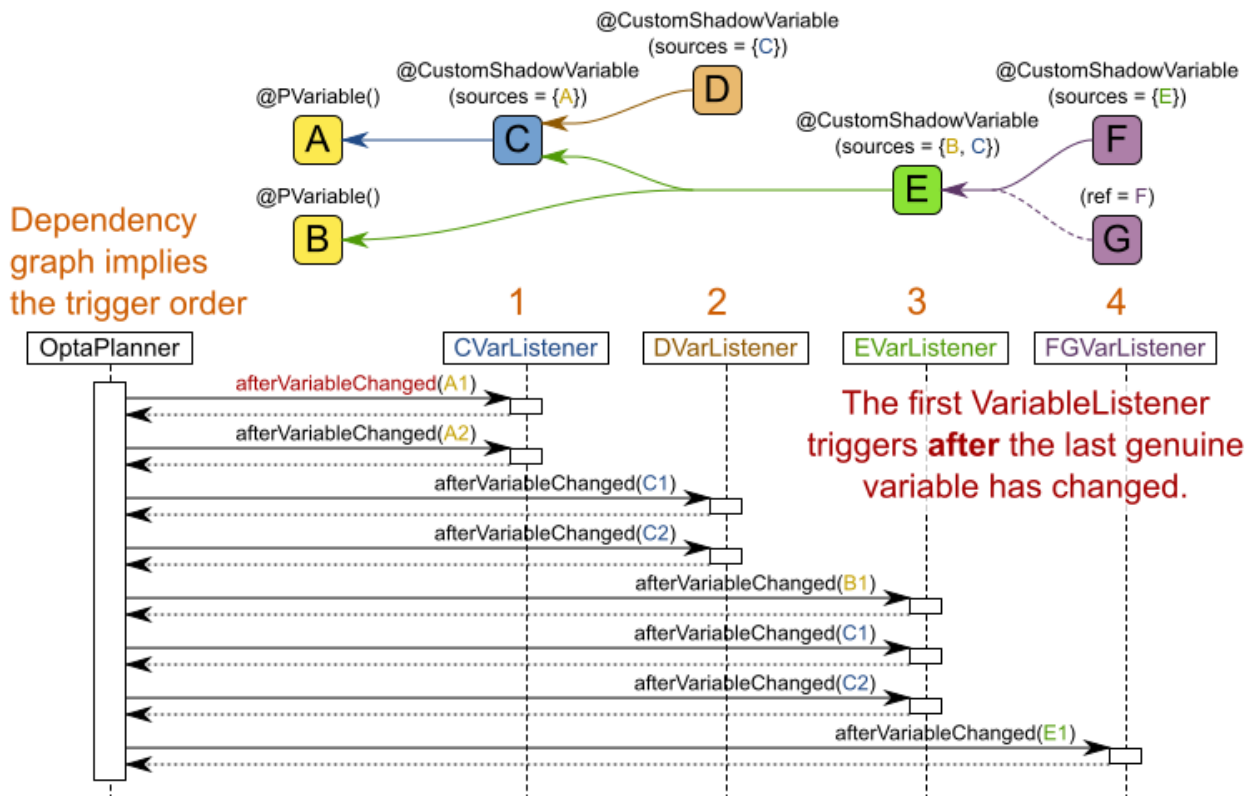 @CustomShadowVariable
(sources = {C})
D
@CustomShadowVariable
(sources = {A})
C
@PVariable()
A
@CustomShadowVariable
(sources = {E})
F
@CustomShadowVariable
(sources = {B, C})
E
@PVariable()
B
(ref = F)
G
Dependency
graph implies
the trigger order
1
2
3
4
OptaPlanner
CVarListener
DVarListener
EVarListener
FGVarListener
afterVariableChanged(A1)
The first VariableListener
triggers after the last genuine
variable has changed.
afterVariableChanged(A2)
afterVariableChanged(C1)
afterVariableChanged(C2)
afterVariableChanged(B1)
afterVariableChanged(C1)
afterVariableChanged(C2)
afterVariableChanged(E1)